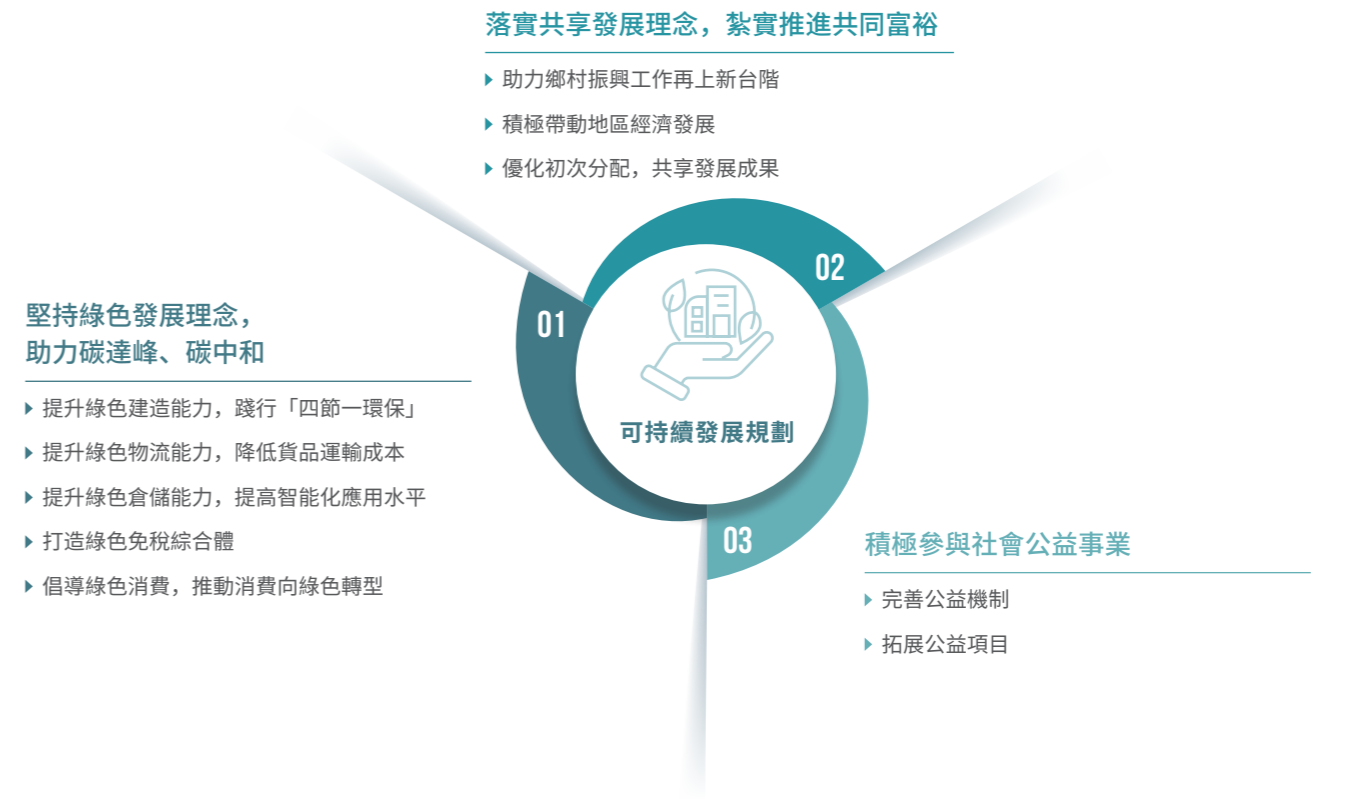 落實共享發展理念，紮實推進共同富裕
助力鄉村振興工作再上新台階
積極帶動地區經濟發展
優化初次分配，共享發展成果
01
02
03
可持續發展規劃
堅持綠色發展理念，
助力碳達峰、碳中和
提升綠色建造能力，踐行「四節一環保」
提升綠色物流能力，降低貨品運輸成本
提升綠色倉儲能力，提高智能化應用水平
打造綠色免稅綜合體
倡導綠色消費，推動消費向綠色轉型
積極參與社會公益事業
完善公益機制
拓展公益項目